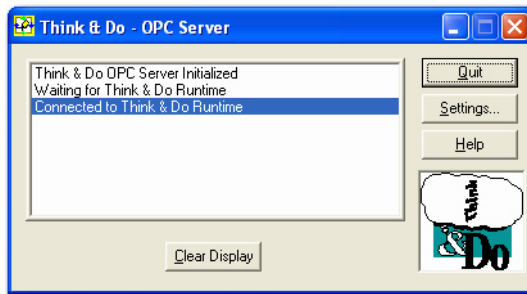 Think & Do - OPC Server
Think & Do OPC Server Initialized
Waiting for Think & Do Runtime
Connected to Think & Do Runtime
Quit
Settings...
Help
Clear Display
Think
&Do